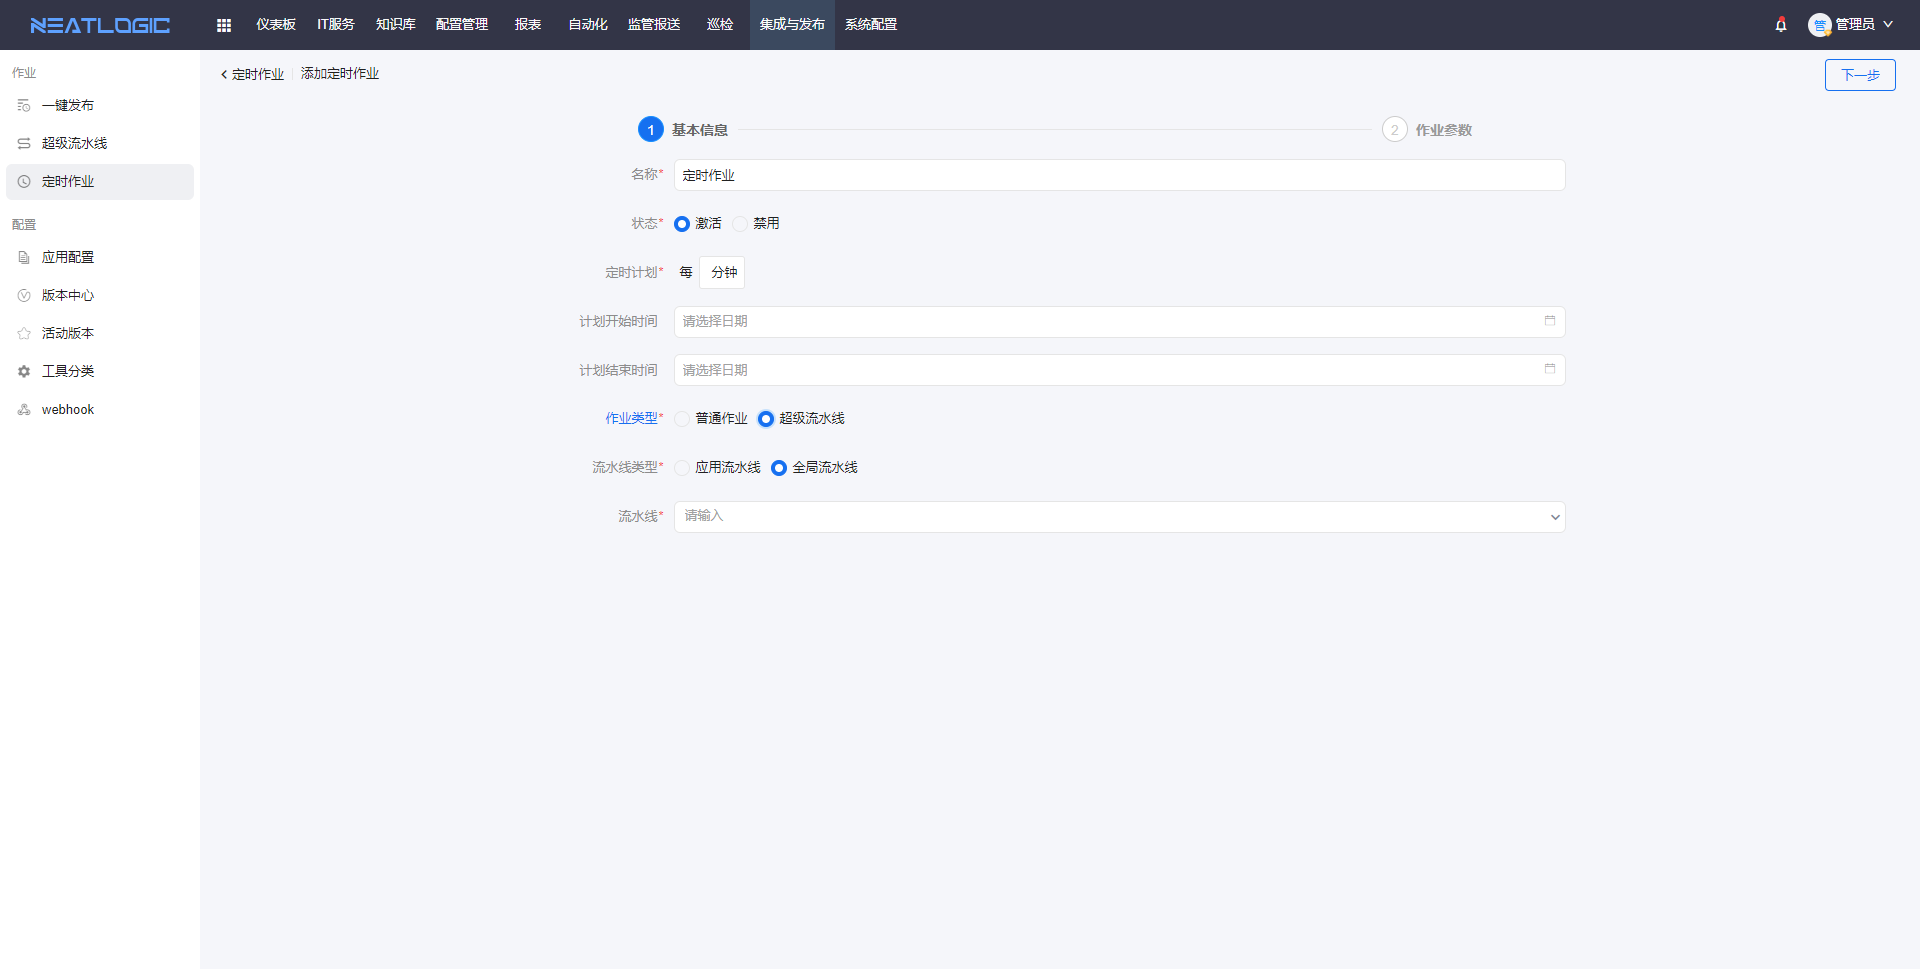 NEATLOGIC 仪表板 IT服务 知识库 配置管理 报表 自动化 监管报送 巡检 集成与发布 系统配置 管 管理员
作业
一键发布
超级流水线
定时作业
配置
应用配置
版本中心
活动版本
工具分类
webhook
定时作业 添加定时作业 下一步
1 基本信息 2 作业参数
名称* 定时作业
状态* 激活 禁用
定时计划* 每 分钟
计划开始时间 请选择日期
计划结束时间 请选择日期
作业类型* 普通作业 超级流水线
流水线类型* 应用流水线 全局流水线
流水线* 请输入